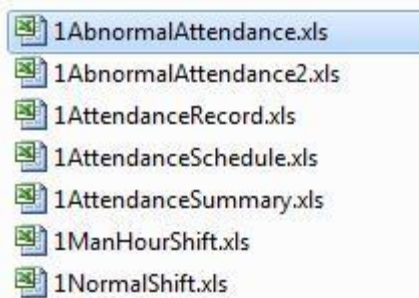 1AbnormalAttendance.xls
1AbnormalAttendance2.xls
1AttendanceRecord.xls
1AttendanceSchedule.xls
1AttendanceSummary.xls
1ManHourShift.xls
1NormalShift.xls